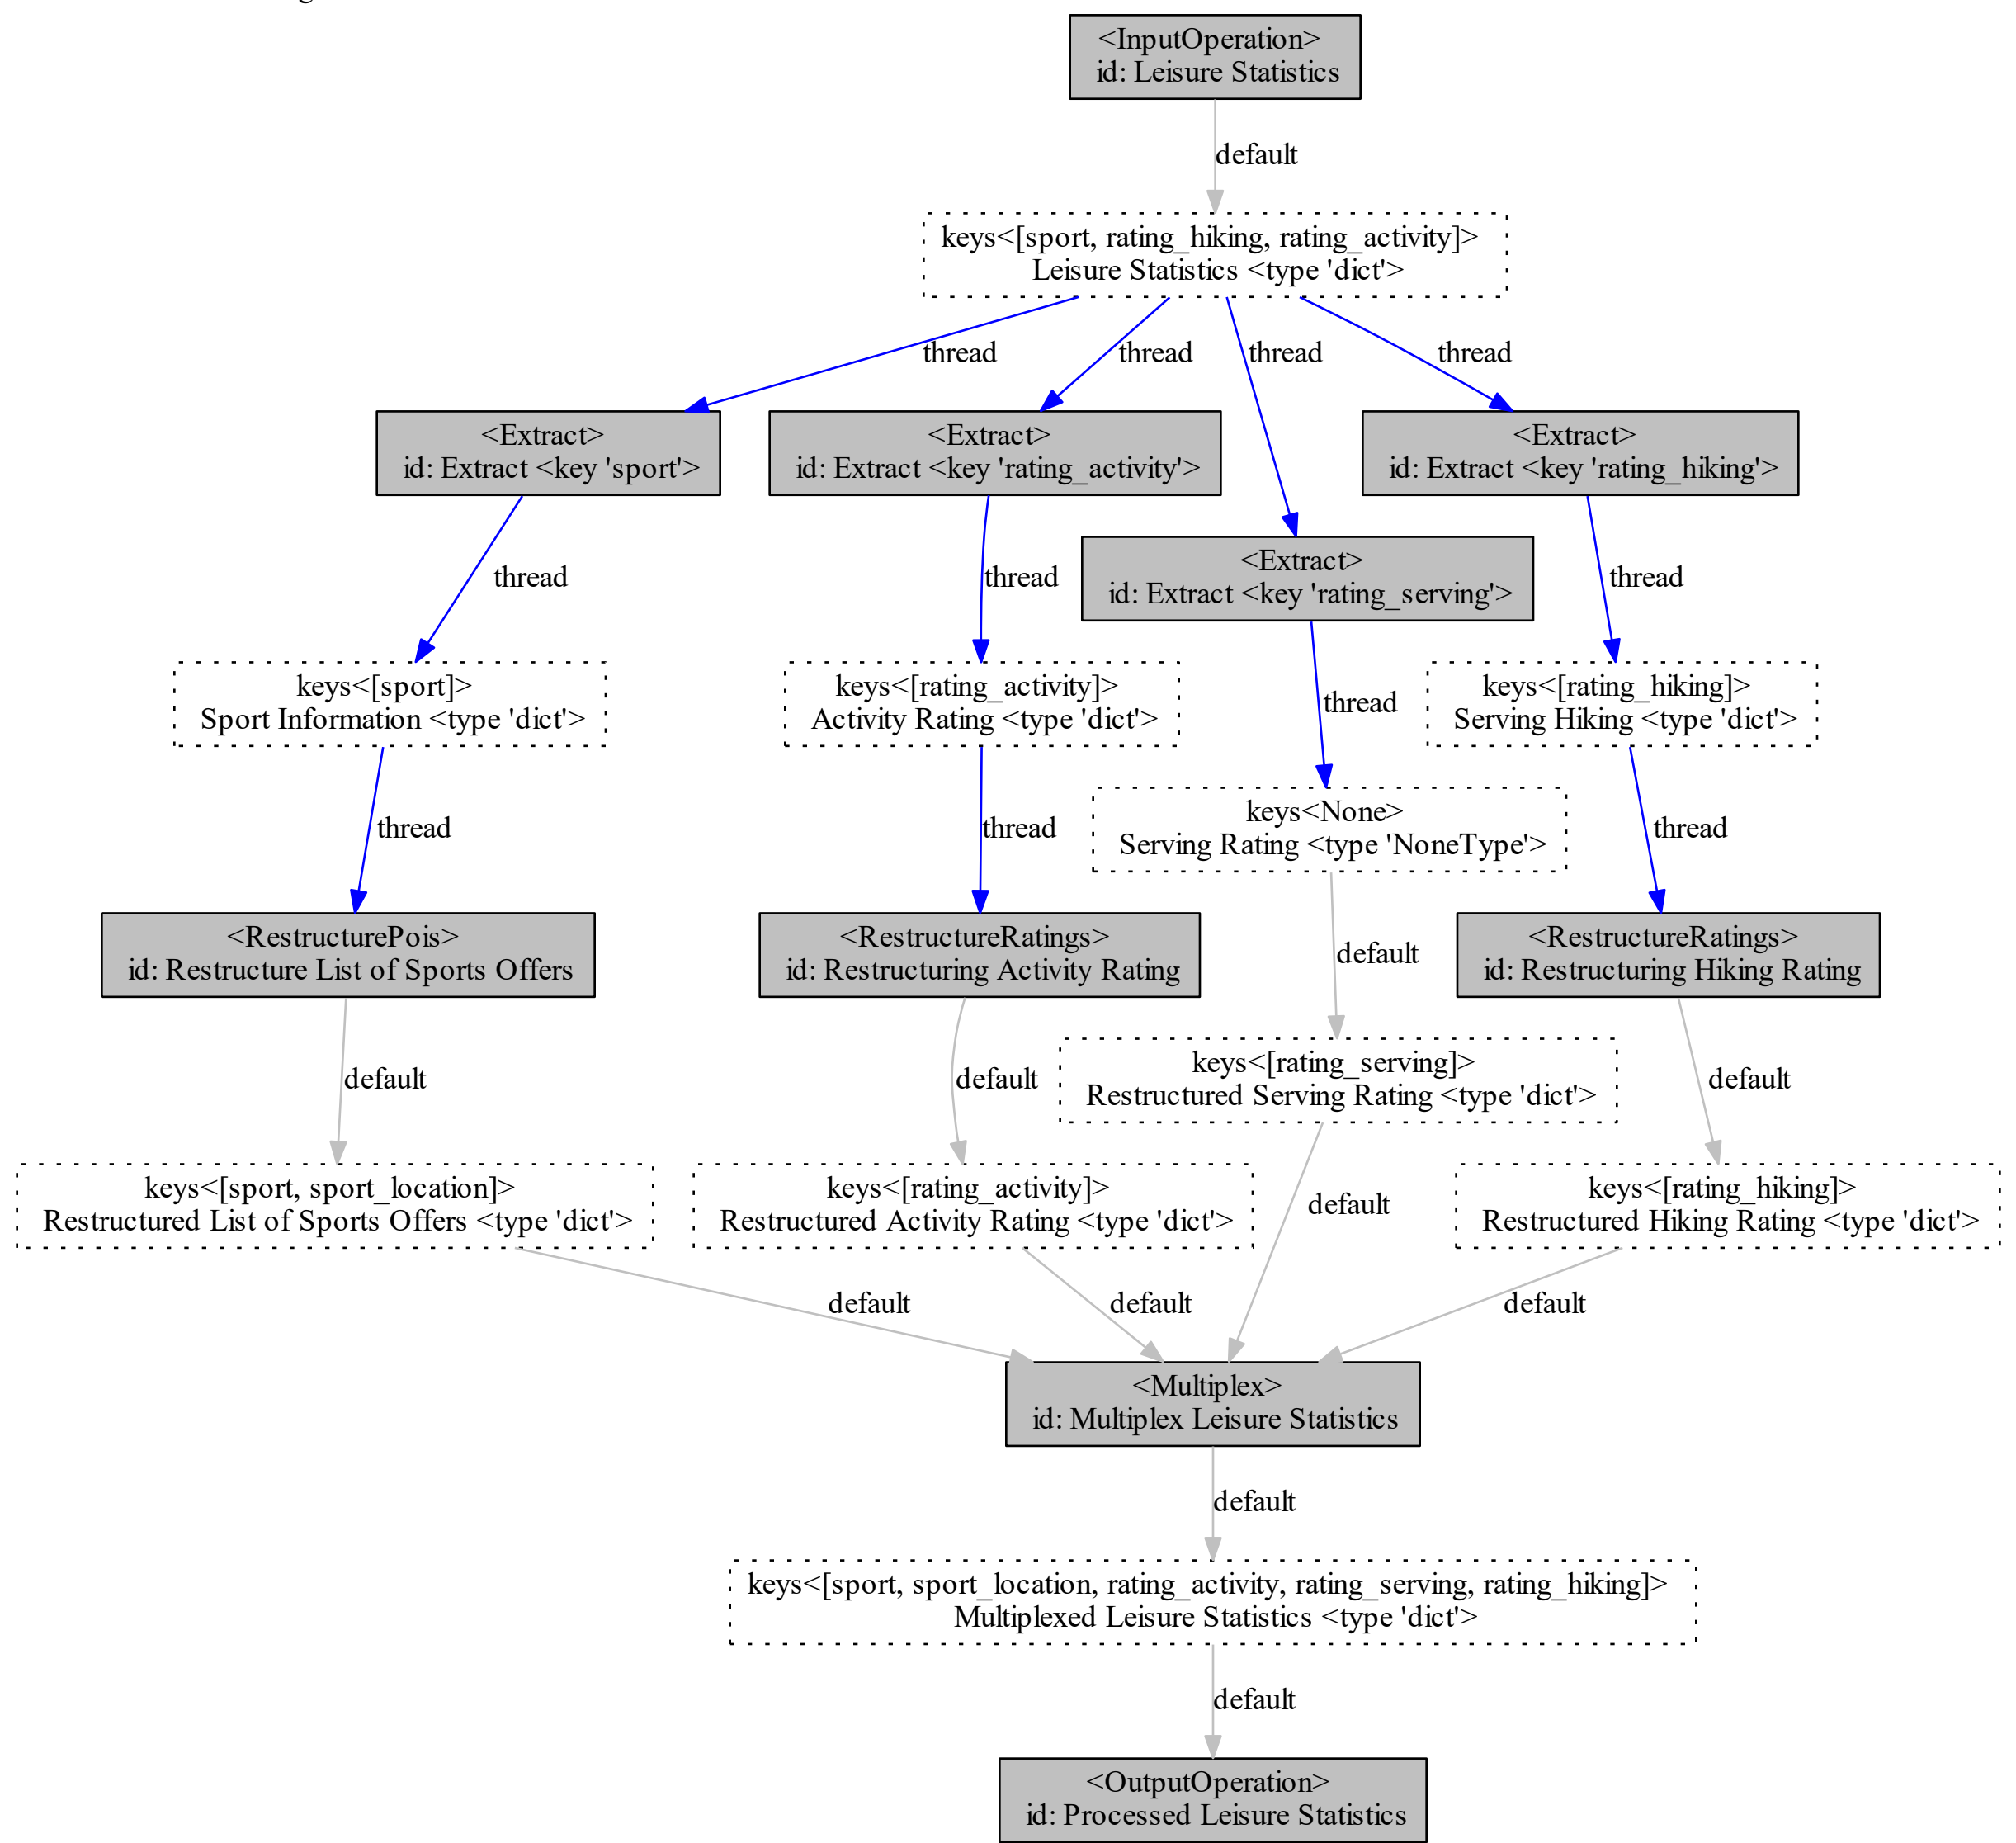 <InputOperation>
id: Leisure Statistics
default
keys<[sport, rating_hiking, rating_activity]>
Leisure Statistics <type 'dict'>
thread
thread
thread
thread
<Extract>
id: Extract <key 'sport'>
<Extract>
id: Extract <key 'rating_activity'>
<Extract>
id: Extract <key 'rating_hiking'>
<Extract>
id: Extract <key 'rating_serving'>
thread
thread
thread
thread
keys<[sport]>
Sport Information <type 'dict'>
keys<[rating_activity]>
Activity Rating <type 'dict'>
keys<[rating_hiking]>
Serving Hiking <type 'dict'>
keys<None>
Serving Rating <type 'NoneType'>
thread
thread
thread
<RestructurePois>
id: Restructure List of Sports Offers
<RestructureRatings>
id: Restructuring Activity Rating
default
<RestructureRatings>
id: Restructuring Hiking Rating
keys<[rating_serving]>
Restructured Serving Rating <type 'dict'>
default
default
default
keys<[sport, sport_location]>
Restructured List of Sports Offers <type 'dict'>
keys<[rating_activity]>
Restructured Activity Rating <type 'dict'>
default
keys<[rating_hiking]>
Restructured Hiking Rating <type 'dict'>
default
default
default
<Multiplex>
id: Multiplex Leisure Statistics
default
keys<[sport, sport_location, rating_activity, rating_serving, rating_hiking]>
Multiplexed Leisure Statistics <type 'dict'>
default
<OutputOperation>
id: Processed Leisure Statistics